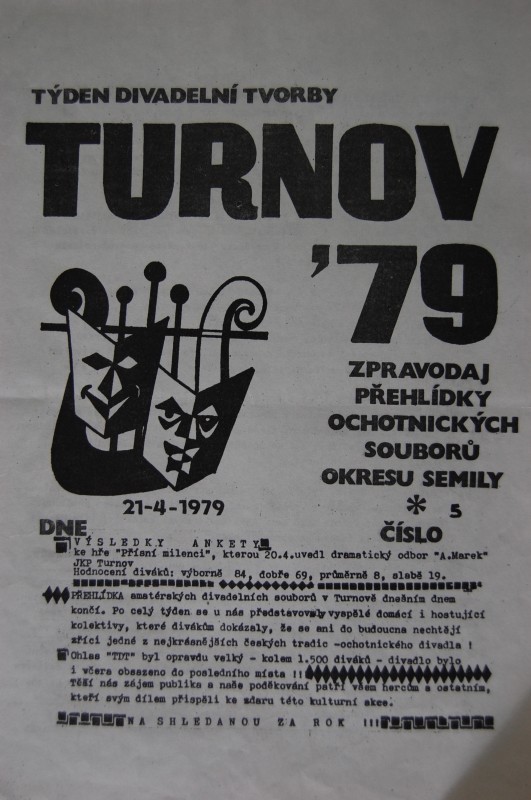 TÝDEN DIVADELNÍ TVORBY
TURNOV
'79
ZPRAVODAJ
PŘEHLÍDKY
OCHOTNICKÝCH
SOUBORŮ
OKRESU SEMILY
* 5
ČÍSLO
21-4-1979
DNE
VÝSLEDKY ANKETY
ke hře "Přísní milenci", kterou 20.4.uvedl dramatický odbor "A.Marek"
JKP Turnov
Hodnocení diváků: výborně 84, dobře 69, průměrně 8, slabě 19.
PŘEHLÍDKA amatérských divadelních souborů v Turnově dnešním dnem
končí. Po celý týden se u nás představovaly vyspělé domácí i hostující
kolektivy, které divákům dokázaly, že se ani do budoucna nechtějí
zříci jedné z nejkrásnějších českých tradic -ochotnického divadla !
Ohlas "TDT" byl opravdu velký - kolem 1.500 diváků - divadlo bylo
i včera obsazeno do posledního místa !!
Těší nás zájem publika a naše poděkování patří všem hercům a ostatním,
kteří svým dílem přispěli ke zdaru této kulturní akce.
NA SHLEDANOU ZA ROK !!!